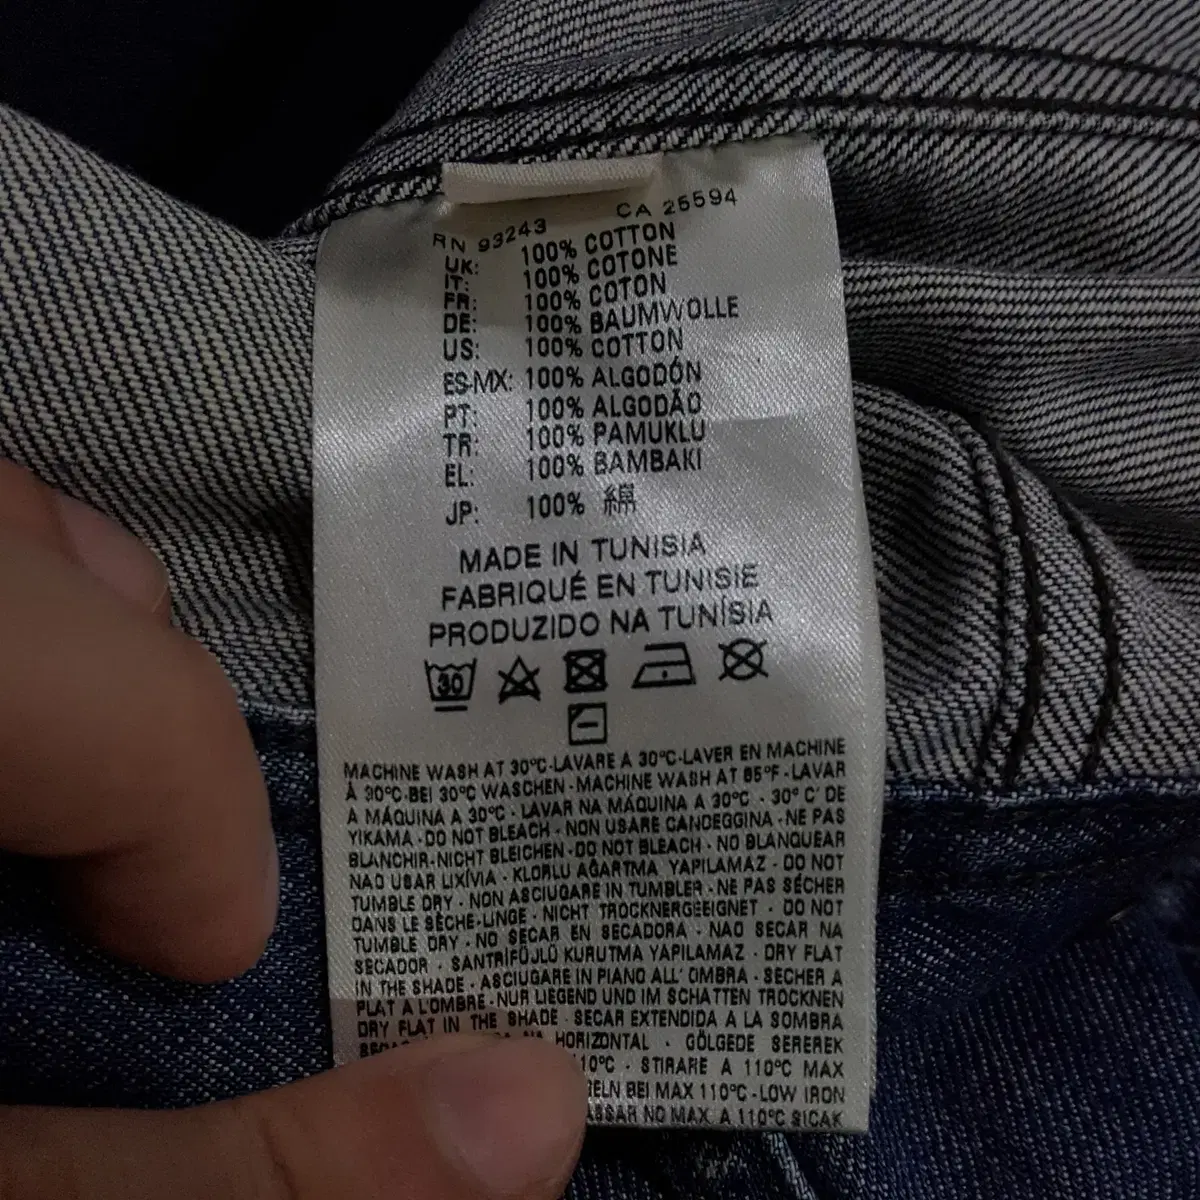 RN 93243 CA 25594
UK: 100% COTTON
IT: 100% COTONE
FR: 100% COTON
DE: 100% BAUMWOLLE
US: 100% COTTON
ES-MX: 100% ALGODÓN
PT: 100% ALGODÃO
TR: 100% PAMUKLU
EL: 100% BAMBAKI
JP: 100% 綿
MADE IN TUNISIA
FABRIQUÉ EN TUNISIE
PRODUZIDO NA TUNÍSIA
30
MACHINE WASH AT 30°C-LAVARE A 30°C-LAVER EN MACHINE
À 30°C-BEI 30°C WASCHEN-MACHINE WASH AT 85°F-LAVAR
A MÁQUINA A 30°C - LAVAR NA MÁQUINA A 30°C - 30° C' DE
YIKAMA-DO NOT BLEACH-NON USARE CANDEGGINA-NE PAS
BLANCHIR-NICHT BLEICHEN-DO NOT BLEACH-NO BLANQUEAR
NAO USAR LIXÍVIA - KLORLU AĞARTMA YAPILAMAZ - DO NOT
TUMBLE DRY - NON ASCIUGARE IN TUMBLER - NE PAS SÉCHER
DANS LE SÈCHE-LINGE - NICHT TROCKNERGEEIGNET - DO NOT
TUMBLE DRY - NO SECAR EN SECADORA - NAO SECAR NA
SECADOR - SANTRİFÜJLÜ KURUTMA YAPILAMAZ - DRY FLAT
IN THE SHADE - ASCIUGARE IN PIANO ALL' OMBRA - SECHER A
PLAT A L'OMBRE - NUR LIEGEND UND IM SCHATTEN TROCKNEN
DRY FLAT IN THE SHADE - SECAR EXTENDIDA A LA SOMBRA
NA HORIZONTAL - GÖLGEDE SEREREK
110°C - STIRARE A 110°C MAX
BEI MAX 110°C-LOW IRON
NO MAX A 110°C SICAK